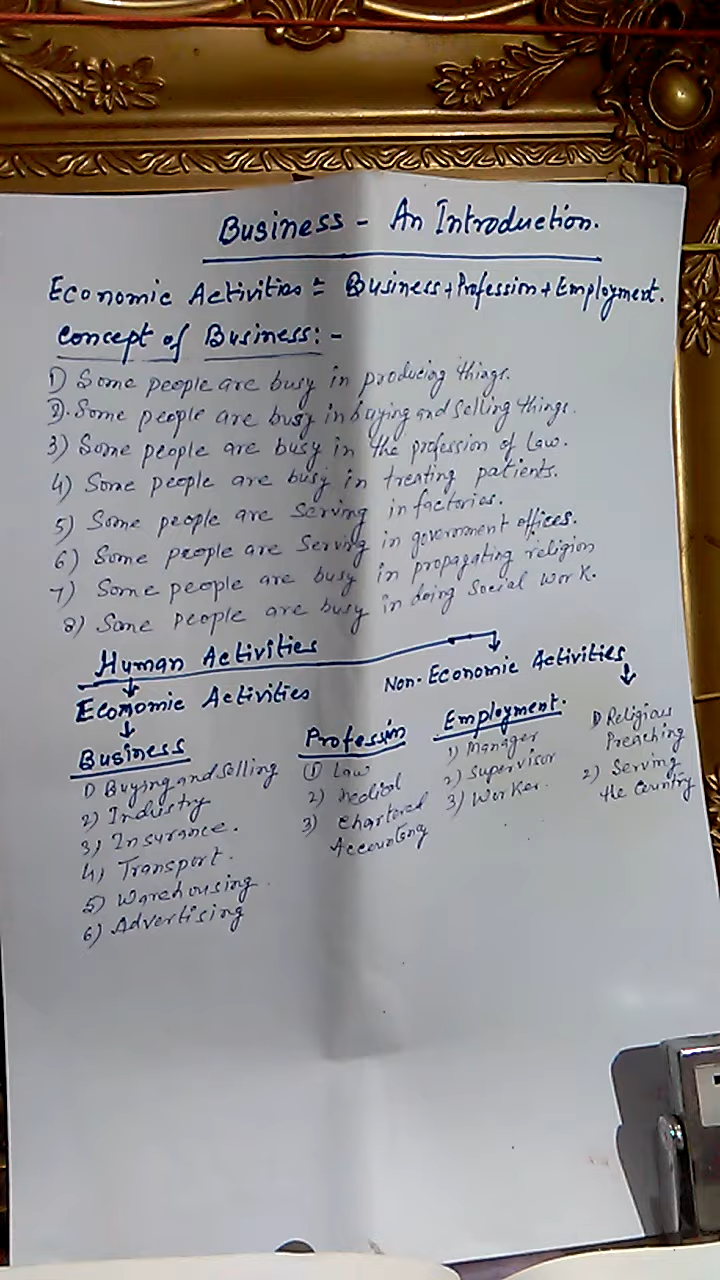 Business - An Introduction.
Economic Activities = Business + Profession + Employment.
Concept of Business: -
1) Some people are busy in producing things.
2). Some people are busy in buying and selling things.
3) Some people are busy in the profession of Law.
4) Some people are busy in treating patients.
5) Some people are serving in factories.
6) Some people are serving in government offices.
7) Some people are busy in propagating religion
8) Some people are busy in doing social work.
Human Activities
Economic Activities
Non-Economic Activities
Business
1) Buying and selling
2) Industry
3) Insurance.
4) Transport.
5) Warehousing.
6) Advertising
Profession
1) Law
2) Medical
3) Chartered
Accounting
Employment.
1) Manager
2) Supervisor
3) Worker.
1) Religious
Preaching
2) Serving
the Country